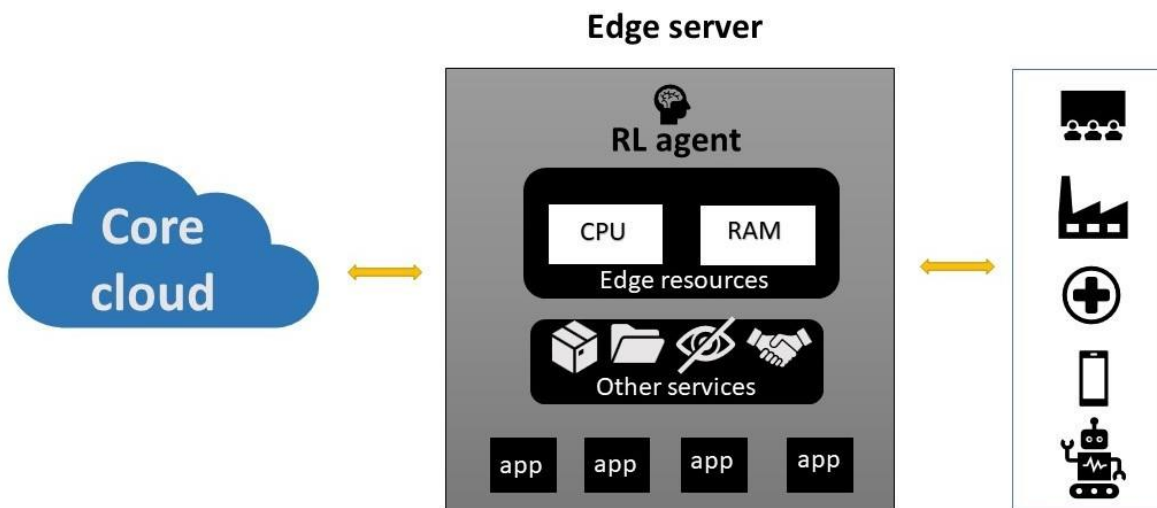 Edge server
RL agent
Core
cloud
CPU
RAM
Edge resources
Other services
app
app
app
app